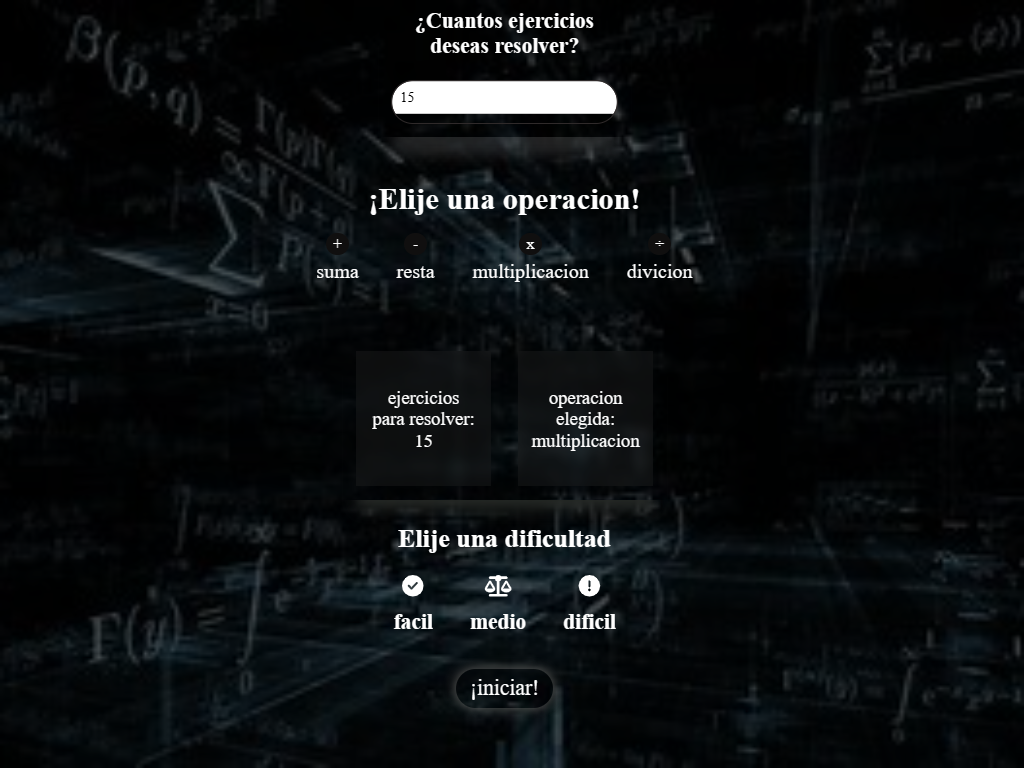 ¿Cuantos ejercicios
deseas resolver?
15
¡Elije una operacion!
+ - x ÷
suma resta multiplicacion divicion
ejercicios
para resolver:
15
operacion
elegida:
multiplicacion
Elije una dificultad
facil medio dificil
¡iniciar!